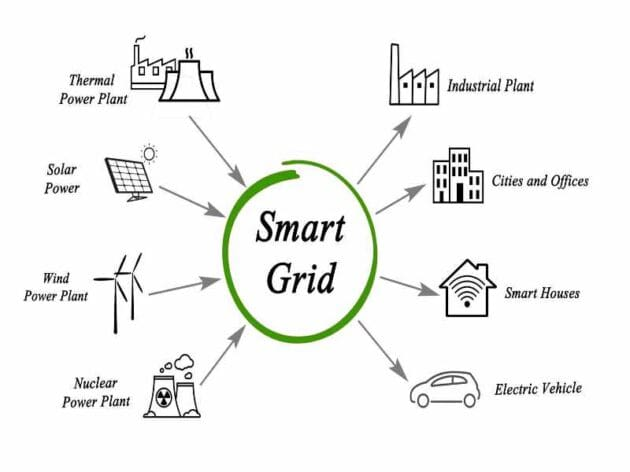 Thermal
Power Plant
Industrial Plant
Solar
Power
Cities and Offices
Smart
Grid
Wind
Power Plant
Smart Houses
Nuclear
Power Plant
Electric Vehicle